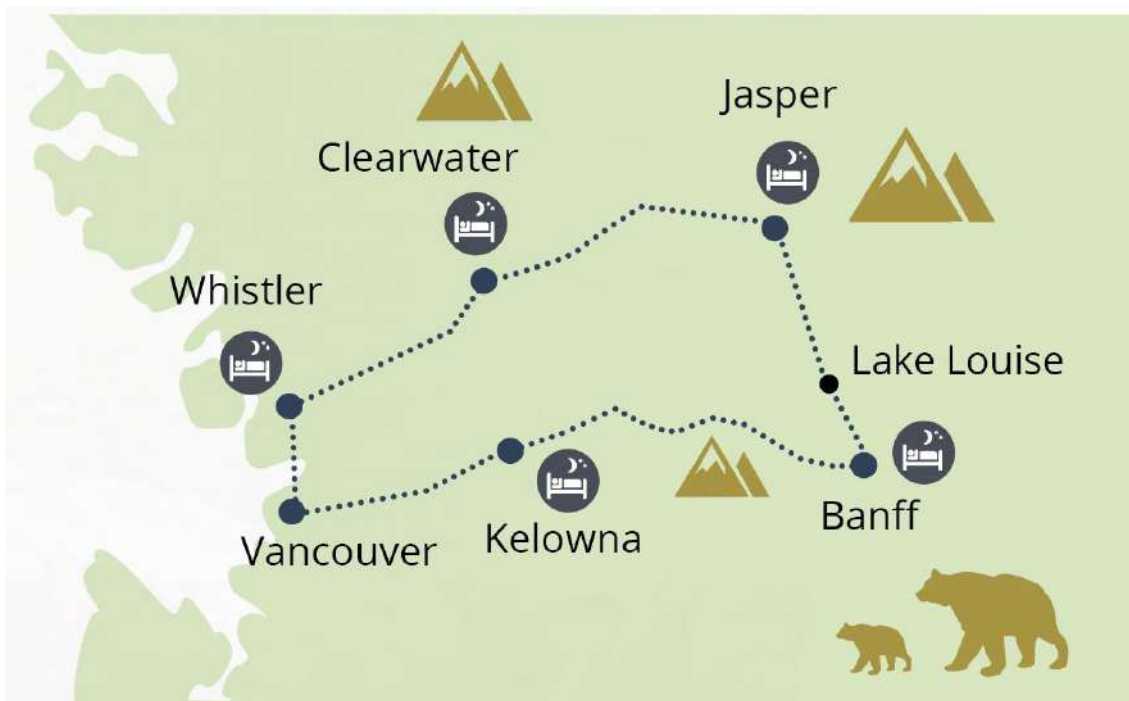 Jasper
Clearwater
Whistler
Lake Louise
Banff
Kelowna
Vancouver